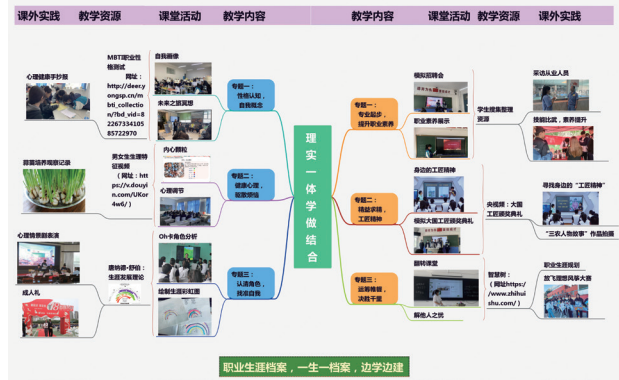 课外实践 教学资源 课堂活动 教学内容 教学内容 课堂活动 教学资源 课外实践
心理健康手抄报
MBTI职业性
格测试
网址:
http://deer.y
ongsp.cn/m
bti_collectio
n/?bd_vid=8
22673341050
85722970
自我画像
未来之旅冥想
专题一:
性格认知,
自我概念
蒜苗培养观察记录
男女生生理特
征视频
(网址:
https://v.douyi
n.com/UKor
4w6/)
内心颗粒
心理调节
专题二:
健康心理,
驱散烦恼
心理情景剧表演
成人礼
唐纳德·舒伯:
生涯发展理论
Oh卡角色分析
绘制生涯彩虹图
专题三:
认清角色,
找准自我
理实一体学做结合
专题一:
专业起步,
提升职业素养
模拟招聘会
职业素养展示
学生搜集整理
资源
采访从业人员
技能比武,素养提升
专题二:
精益求精,
工匠精神
身边的工匠精神
模拟大国工匠颁奖典礼
央视频:大国
工匠颁奖典礼
寻找身边的“工匠精神”
“三农人物故事”作品拍摄
专题三:
运筹帷幄,
决胜千里
翻转课堂
解他人之忧
智慧树:
(网址https:/
/www.zhihui
shu.com/)
职业生涯规划
放飞理想风筝大赛
职业生涯档案,一生一档案,边学边建